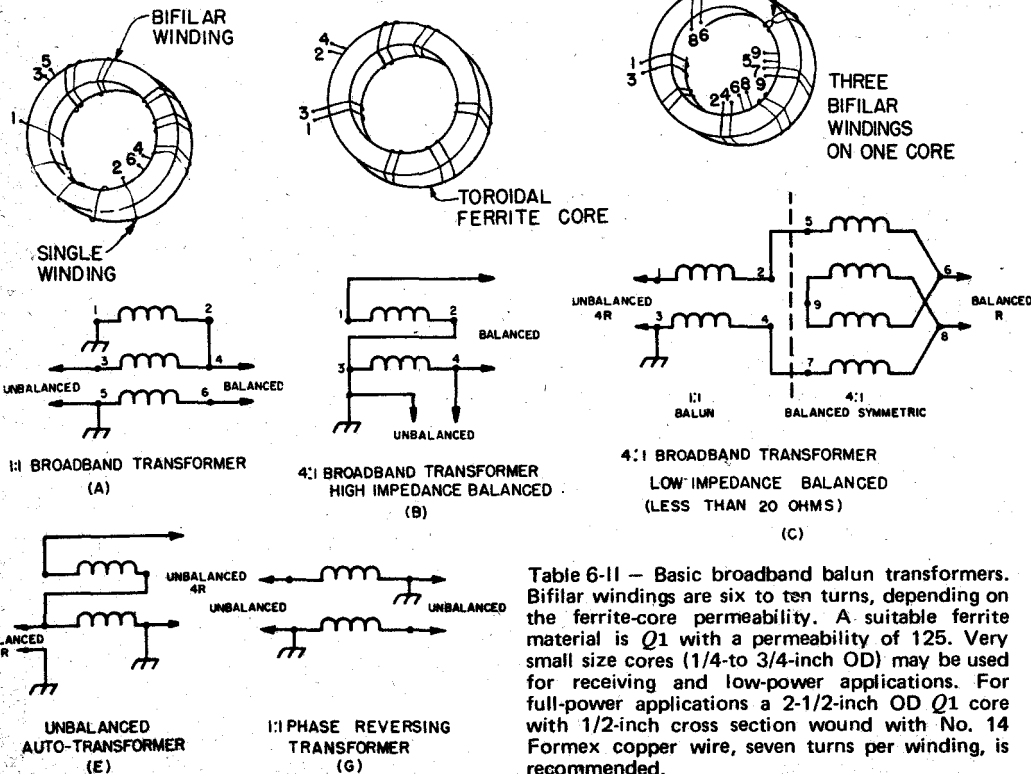 BIFILAR
WINDING
5
3
1
4
6
2
SINGLE
WINDING
4
2
3
1
TOROIDAL
FERRITE CORE
8 6
1
3
9
5
7
2 4 6 8 9
THREE
BIFILAR
WINDINGS
ON ONE CORE
1
2
3
4
5
6
UNBALANCED
BALANCED
1:1 BROADBAND TRANSFORMER
(A)
1
2
BALANCED
3
4
UNBALANCED
4:1 BROADBAND TRANSFORMER
HIGH IMPEDANCE BALANCED
(B)
5
1
2
6
UNBALANCED
4R
9
BALANCED
R
3
4
8
7
1:1
BALUN
4:1
BALANCED SYMMETRIC
4:1 BROADBAND TRANSFORMER
LOW IMPEDANCE BALANCED
(LESS THAN 20 OHMS)
(C)
UNBALANCED
4R
LANCED
R
UNBALANCED
AUTO-TRANSFORMER
(E)
UNBALANCED
UNBALANCED
1:1 PHASE REVERSING
TRANSFORMER
(G)
Table 6-II — Basic broadband balun transformers.
Bifilar windings are six to ten turns, depending on
the ferrite-core permeability. A suitable ferrite
material is Q1 with a permeability of 125. Very
small size cores (1/4-to 3/4-inch OD) may be used
for receiving and low-power applications. For
full-power applications a 2-1/2-inch OD Q1 core
with 1/2-inch cross section wound with No. 14
Formex copper wire, seven turns per winding, is
recommended.